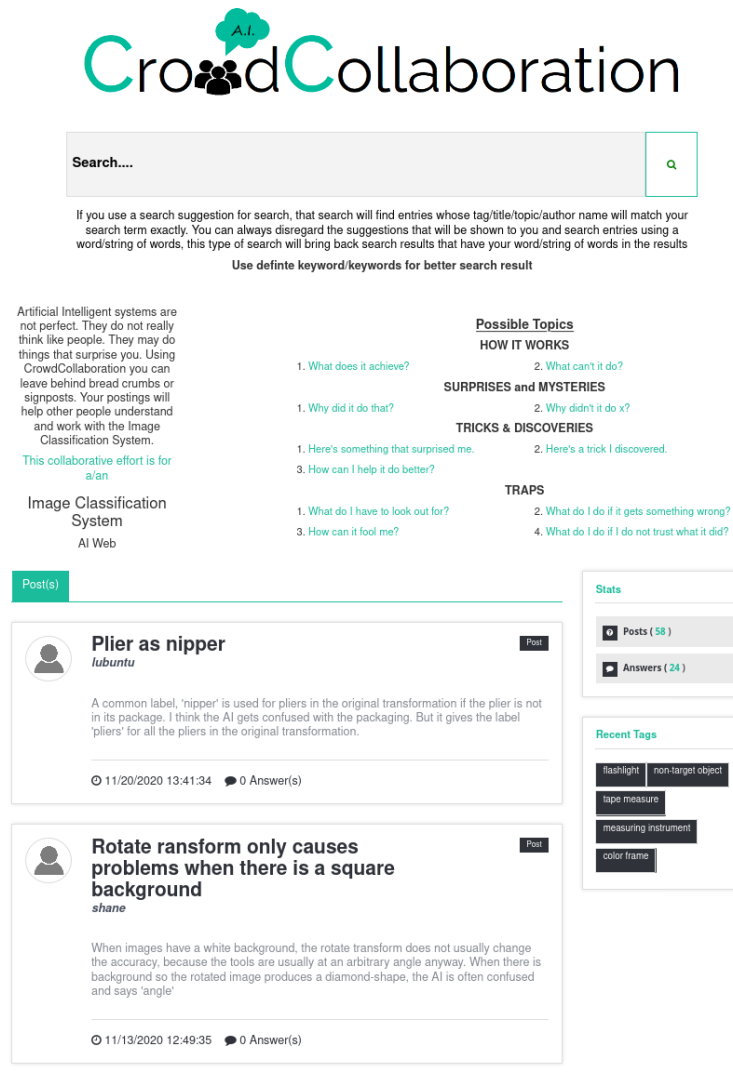 A.I.
CrowdCollaboration
Search....
If you use a search suggestion for search, that search will find entries whose tag/title/topic/author name will match your
search term exactly. You can always disregard the suggestions that will be shown to you and search entries using a
word/string of words, this type of search will bring back search results that have your word/string of words in the results
Use definte keyword/keywords for better search result
Artificial Intelligent systems are
not perfect. They do not really
think like people. They may do
things that surprise you. Using
CrowdCollaboration you can
leave behind bread crumbs or
signposts. Your postings will
help other people understand
and work with the Image
Classification System.
This collaborative effort is for
a/an
Image Classification
System
AI Web
Possible Topics
HOW IT WORKS
1. What does it achieve? 2. What can't it do?
SURPRISES and MYSTERIES
1. Why did it do that? 2. Why didn't it do x?
TRICKS & DISCOVERIES
1. Here's something that surprised me. 2. Here's a trick I discovered.
3. How can I help it do better?
TRAPS
1. What do I have to look out for? 2. What do I do if it gets something wrong?
3. How can it fool me? 4. What do I do if I do not trust what it did?
Post(s)
Plier as nipper
Post
lubuntu
A common label, 'nipper' is used for pliers in the original transformation if the plier is not
in its package. I think the AI gets confused with the packaging. But it gives the label
'pliers' for all the pliers in the original transformation.
11/20/2020 13:41:34 0 Answer(s)
Rotate ransform only causes
problems when there is a square
background
Post
shane
When images have a white background, the rotate transform does not usually change
the accuracy, because the tools are usually at an arbitrary angle anyway. When there is
background so the rotated image produces a diamond-shape, the AI is often confused
and says 'angle'
11/13/2020 12:49:35 0 Answer(s)
Stats
Posts ( 58 )
Answers ( 24 )
Recent Tags
flashlight non-target object
tape measure
measuring instrument
color frame